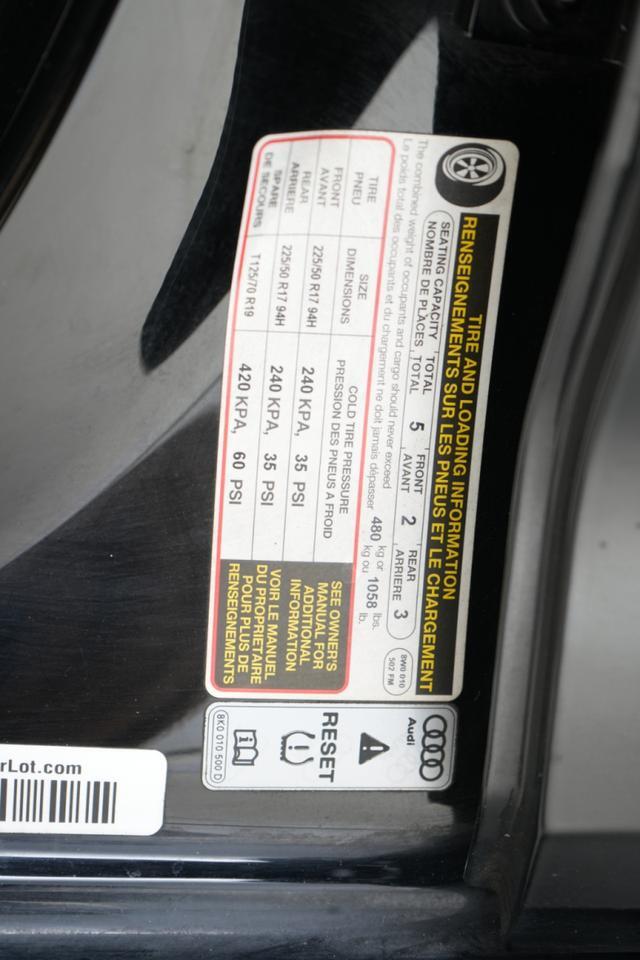 TIRE AND LOADING INFORMATION
RENSEIGNEMENTS SUR LES PNEUS ET LE CHARGEMENT
SEATING CAPACITY TOTAL 5 FRONT 2 REAR 3
NOMBRE DE PLACES TOTAL AVANT ARRIERE
8W0 010
502 FM
The combined weight of occupants and cargo should never exceed 480 kg or 1058 lbs.
Le poids total des occupants et du chargement ne doit jamais dépasser kg ou lb.
TIRE SIZE COLD TIRE PRESSURE
PNEU DIMENSIONS PRESSION DES PNEUS A FROID
FRONT
AVANT 225/50 R17 94H 240 KPA, 35 PSI
REAR
ARRIERE 225/50 R17 94H 240 KPA, 35 PSI
SPARE
DE SECOURS T125/70 R19 420 KPA, 60 PSI
SEE OWNER'S
MANUAL FOR
ADDITIONAL
INFORMATION
VOIR LE MANUEL
DU PROPRIETAIRE
POUR PLUS DE
RENSEIGNEMENTS
Audi
RESET
8K0 010 500 D
rLot.com